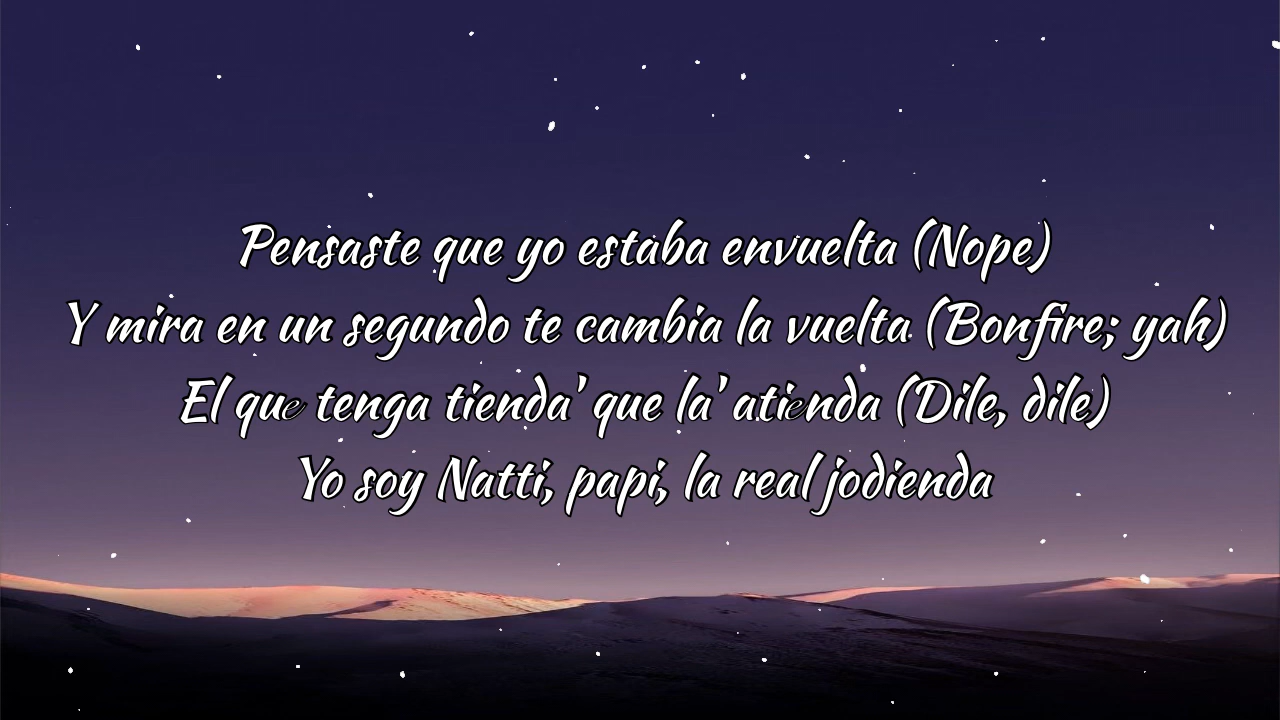 Pensaste que yo estaba envuelta (Nope)
Y mira en un segundo te cambia la vuelta (Bonfire; yah)
El que tenga tienda' que la' atienda (Dile, dile)
Yo soy Natti, papi, la real jodienda